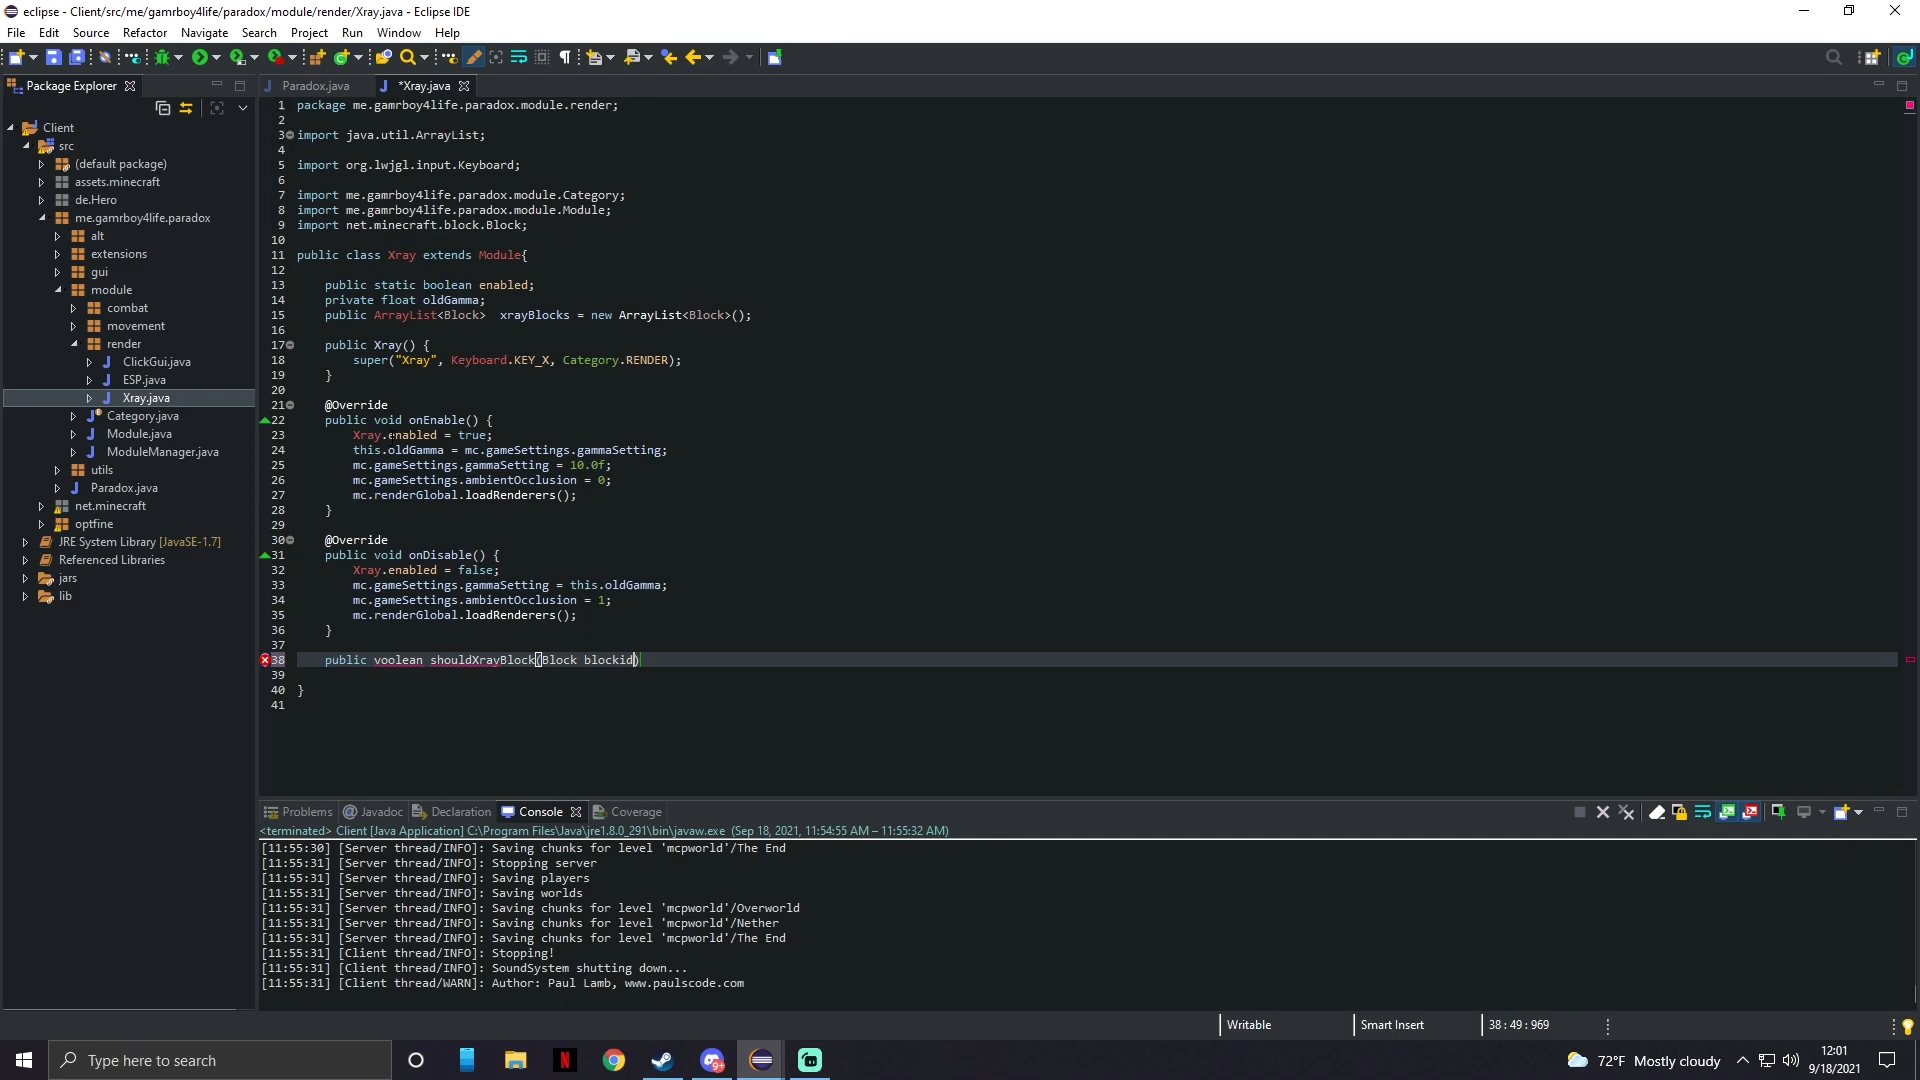 eclipse - Client/src/me/gamrboy4life/paradox/module/render/Xray.java - Eclipse IDE
File Edit Source Refactor Navigate Search Project Run Window Help
Package Explorer
Paradox.java
*Xray.java
Client
src
(default package)
assets.minecraft
de.Hero
me.gamrboy4life.paradox
alt
extensions
gui
module
combat
movement
render
ClickGui.java
ESP.java
Xray.java
Category.java
Module.java
ModuleManager.java
utils
Paradox.java
net.minecraft
optfine
JRE System Library [JavaSE-1.7]
Referenced Libraries
jars
lib
1 package me.gamrboy4life.paradox.module.render;
2
3 import java.util.ArrayList;
4
5 import org.lwjgl.input.Keyboard;
6
7 import me.gamrboy4life.paradox.module.Category;
8 import me.gamrboy4life.paradox.module.Module;
9 import net.minecraft.block.Block;
10
11 public class Xray extends Module{
12
13 public static boolean enabled;
14 private float oldGamma;
15 public ArrayList<Block>  xrayBlocks = new ArrayList<Block>();
16
17 public Xray() {
18 super("Xray", Keyboard.KEY_X, Category.RENDER);
19 }
20
21 @Override
22 public void onEnable() {
23 Xray.enabled = true;
24 this.oldGamma = mc.gameSettings.gammaSetting;
25 mc.gameSettings.gammaSetting = 10.0f;
26 mc.gameSettings.ambientOcclusion = 0;
27 mc.renderGlobal.loadRenderers();
28 }
29
30 @Override
31 public void onDisable() {
32 Xray.enabled = false;
33 mc.gameSettings.gammaSetting = this.oldGamma;
34 mc.gameSettings.ambientOcclusion = 1;
35 mc.renderGlobal.loadRenderers();
36 }
37
38 public voolean shouldXrayBlock(Block blockid)
39
40 }
41
Problems Javadoc Declaration Console Coverage
<terminated> Client [Java Application] C:\Program Files\Java\jre1.8.0_291\bin\javaw.exe (Sep 18, 2021, 11:54:55 AM – 11:55:32 AM)
[11:55:30] [Server thread/INFO]: Saving chunks for level 'mcpworld'/The End
[11:55:31] [Server thread/INFO]: Stopping server
[11:55:31] [Server thread/INFO]: Saving players
[11:55:31] [Server thread/INFO]: Saving worlds
[11:55:31] [Server thread/INFO]: Saving chunks for level 'mcpworld'/Overworld
[11:55:31] [Server thread/INFO]: Saving chunks for level 'mcpworld'/Nether
[11:55:31] [Server thread/INFO]: Saving chunks for level 'mcpworld'/The End
[11:55:31] [Client thread/INFO]: Stopping!
[11:55:31] [Client thread/INFO]: SoundSystem shutting down...
[11:55:31] [Client thread/WARN]: Author: Paul Lamb, www.paulscode.com
Writable Smart Insert 38 : 49 : 969
Type here to search
N
9+
72°F Mostly cloudy
12:01
9/18/2021